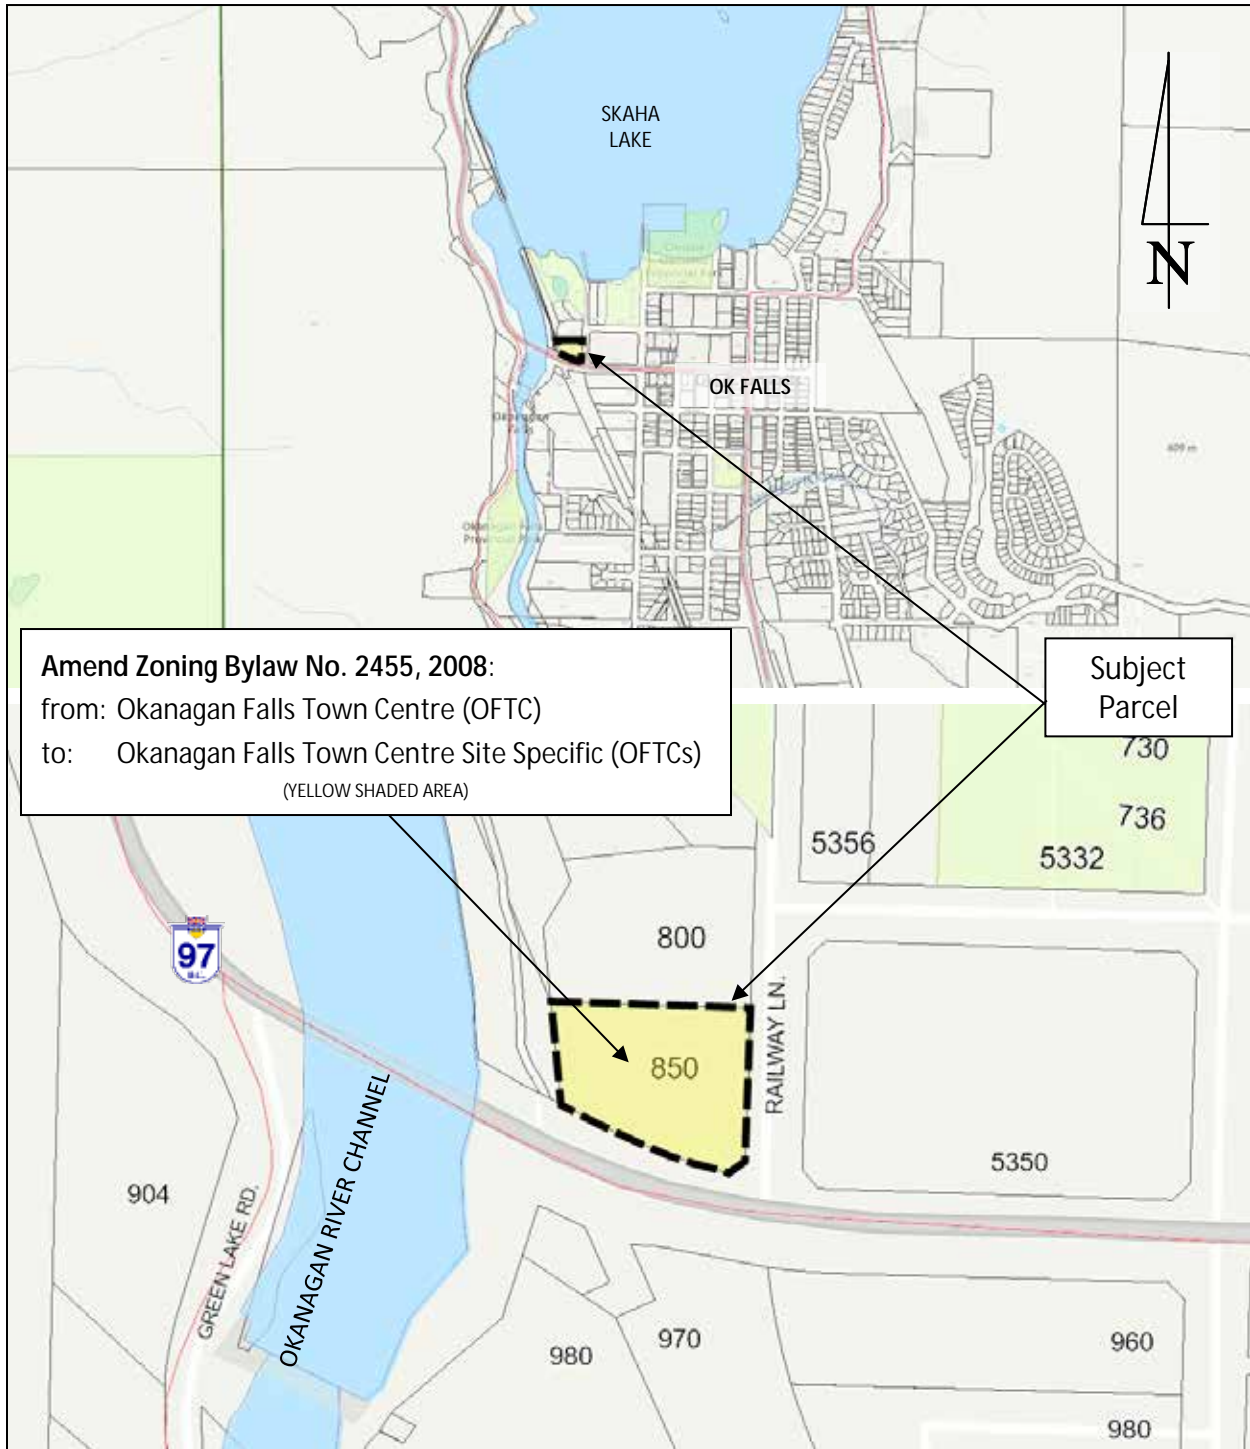 SKAHA
LAKE
N
OK FALLS
609 m
Amend Zoning Bylaw No. 2455, 2008:
from: Okanagan Falls Town Centre (OFTC)
to: Okanagan Falls Town Centre Site Specific (OFTCs)
(YELLOW SHADED AREA)
Subject
Parcel
730
736
5356
5332
800
97
850
RAILWAY LN.
5350
904
GREEN LAKE RD.
OKANAGAN RIVER CHANNEL
980
970
960
980